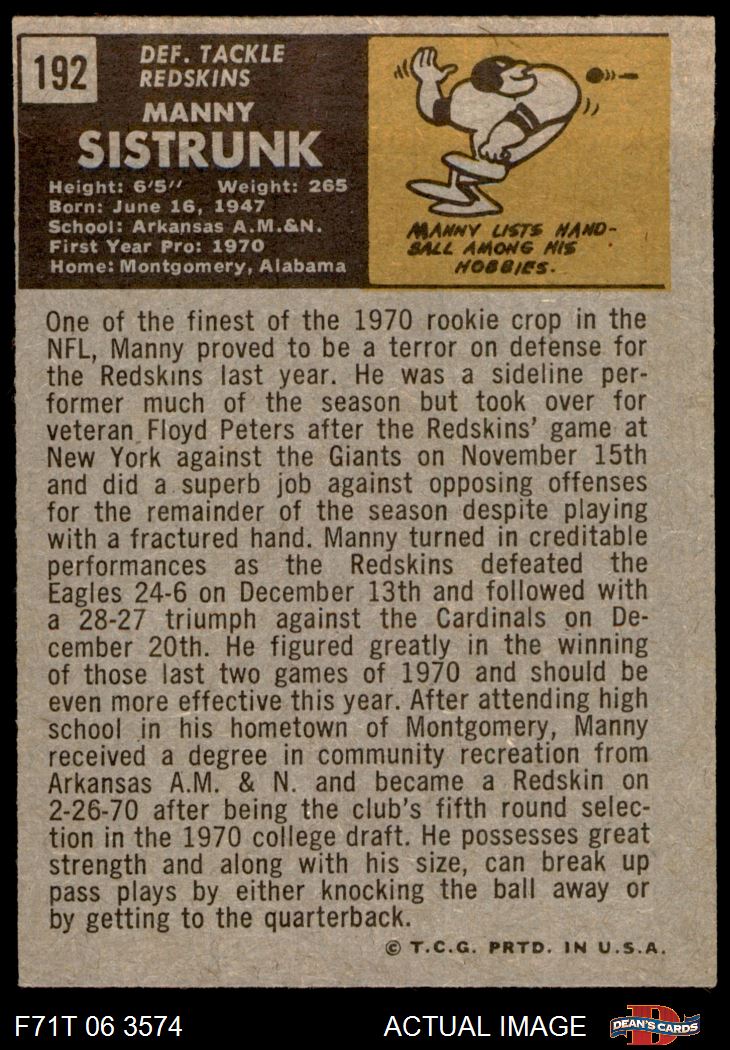 192
DEF. TACKLE
REDSKINS
MANNY
SISTRUNK
Height: 6'5" Weight: 265
Born: June 16, 1947
School: Arkansas A.M.&N.
First Year Pro: 1970
Home: Montgomery, Alabama
MANNY LISTS HAND-
BALL AMONG HIS
HOBBIES.
One of the finest of the 1970 rookie crop in the
NFL, Manny proved to be a terror on defense for
the Redskins last year. He was a sideline per-
former much of the season but took over for
veteran Floyd Peters after the Redskins' game at
New York against the Giants on November 15th
and did a superb job against opposing offenses
for the remainder of the season despite playing
with a fractured hand. Manny turned in creditable
performances as the Redskins defeated the
Eagles 24-6 on December 13th and followed with
a 28-27 triumph against the Cardinals on De-
cember 20th. He figured greatly in the winning
of those last two games of 1970 and should be
even more effective this year. After attending high
school in his hometown of Montgomery, Manny
received a degree in community recreation from
Arkansas A.M. & N. and became a Redskin on
2-26-70 after being the club's fifth round selec-
tion in the 1970 college draft. He possesses great
strength and along with his size, can break up
pass plays by either knocking the ball away or
by getting to the quarterback.
© T.C.G. PRTD. IN U.S.A.
F71T 06 3574 ACTUAL IMAGE DEAN'S CARDS